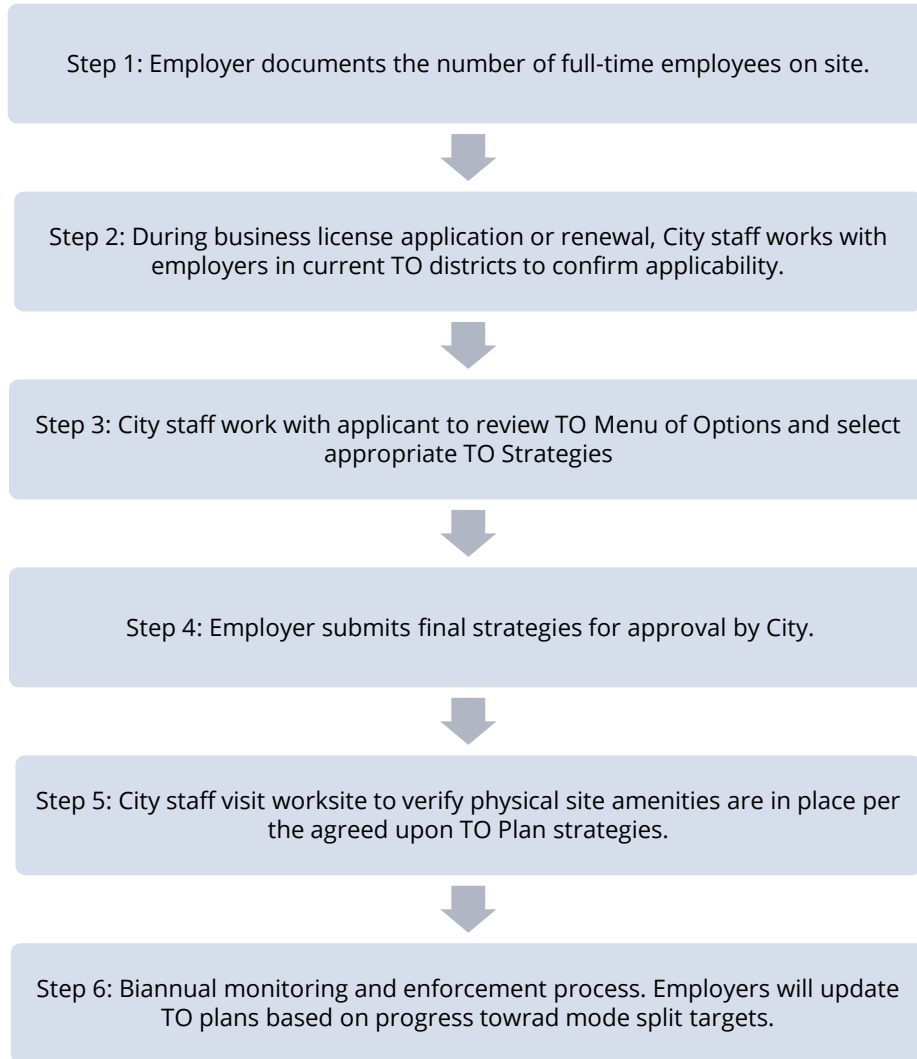 Step 1: Employer documents the number of full-time employees on site.
Step 2: During business license application or renewal, City staff works with
employers in current TO districts to confirm applicability.
Step 3: City staff work with applicant to review TO Menu of Options and select
appropriate TO Strategies
Step 4: Employer submits final strategies for approval by City.
Step 5: City staff visit worksite to verify physical site amenities are in place per
the agreed upon TO Plan strategies.
Step 6: Biannual monitoring and enforcement process. Employers will update
TO plans based on progress towrad mode split targets.